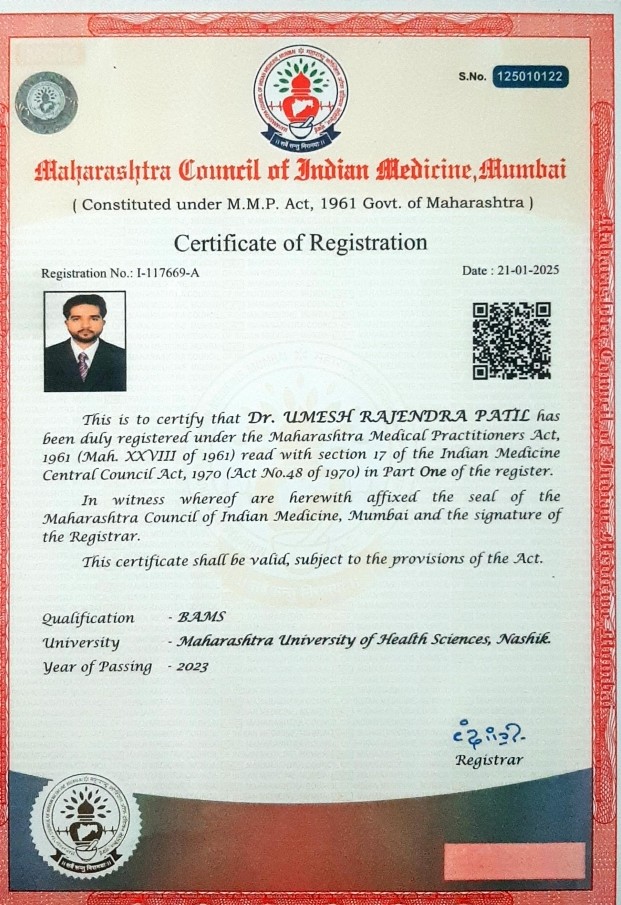 S.No. 125010122
Maharashtra Council of Indian Medicine,Mumbai
( Constituted under M.M.P. Act, 1961 Govt. of Maharashtra )
Certificate of Registration
Registration No.: I-117669-A
Date : 21-01-2025
This is to certify that Dr. UMESH RAJENDRA PATIL has
been duly registered under the Maharashtra Medical Practitioners Act,
1961 (Mah. XXVIII of 1961) read with section 17 of the Indian Medicine
Central Council Act, 1970 (Act No.48 of 1970) in Part One of the register.
In witness whereof are herewith affixed the seal of the
Maharashtra Council of Indian Medicine, Mumbai and the signature of
the Registrar.
This certificate shall be valid, subject to the provisions of the Act.
Qualification - BAMS
University - Maharashtra University of Health Sciences, Nashik.
Year of Passing - 2023
Registrar